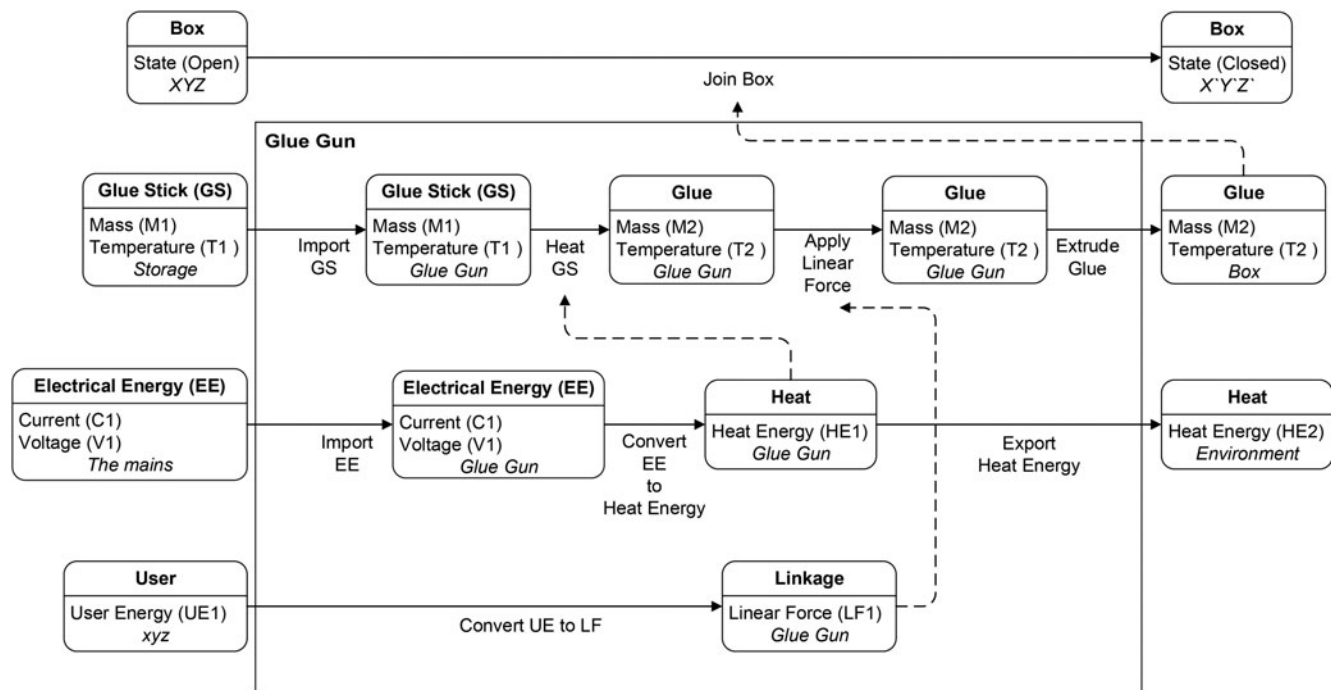 Box
State (Open)
XYZ
Join Box
Box
State (Closed)
X`Y`Z`
Glue Gun
Glue Stick (GS)
Mass (M1)
Temperature (T1 )
Storage
Import
GS
Glue Stick (GS)
Mass (M1)
Temperature (T1 )
Glue Gun
Heat
GS
Glue
Mass (M2)
Temperature (T2 )
Glue Gun
Apply
Linear
Force
Glue
Mass (M2)
Temperature (T2 )
Glue Gun
Extrude
Glue
Glue
Mass (M2)
Temperature (T2 )
Box
Electrical Energy (EE)
Current (C1)
Voltage (V1)
The mains
Import
EE
Electrical Energy (EE)
Current (C1)
Voltage (V1)
Glue Gun
Convert
EE
to
Heat Energy
Heat
Heat Energy (HE1)
Glue Gun
Export
Heat Energy
Heat
Heat Energy (HE2)
Environment
User
User Energy (UE1)
xyz
Convert UE to LF
Linkage
Linear Force (LF1)
Glue Gun